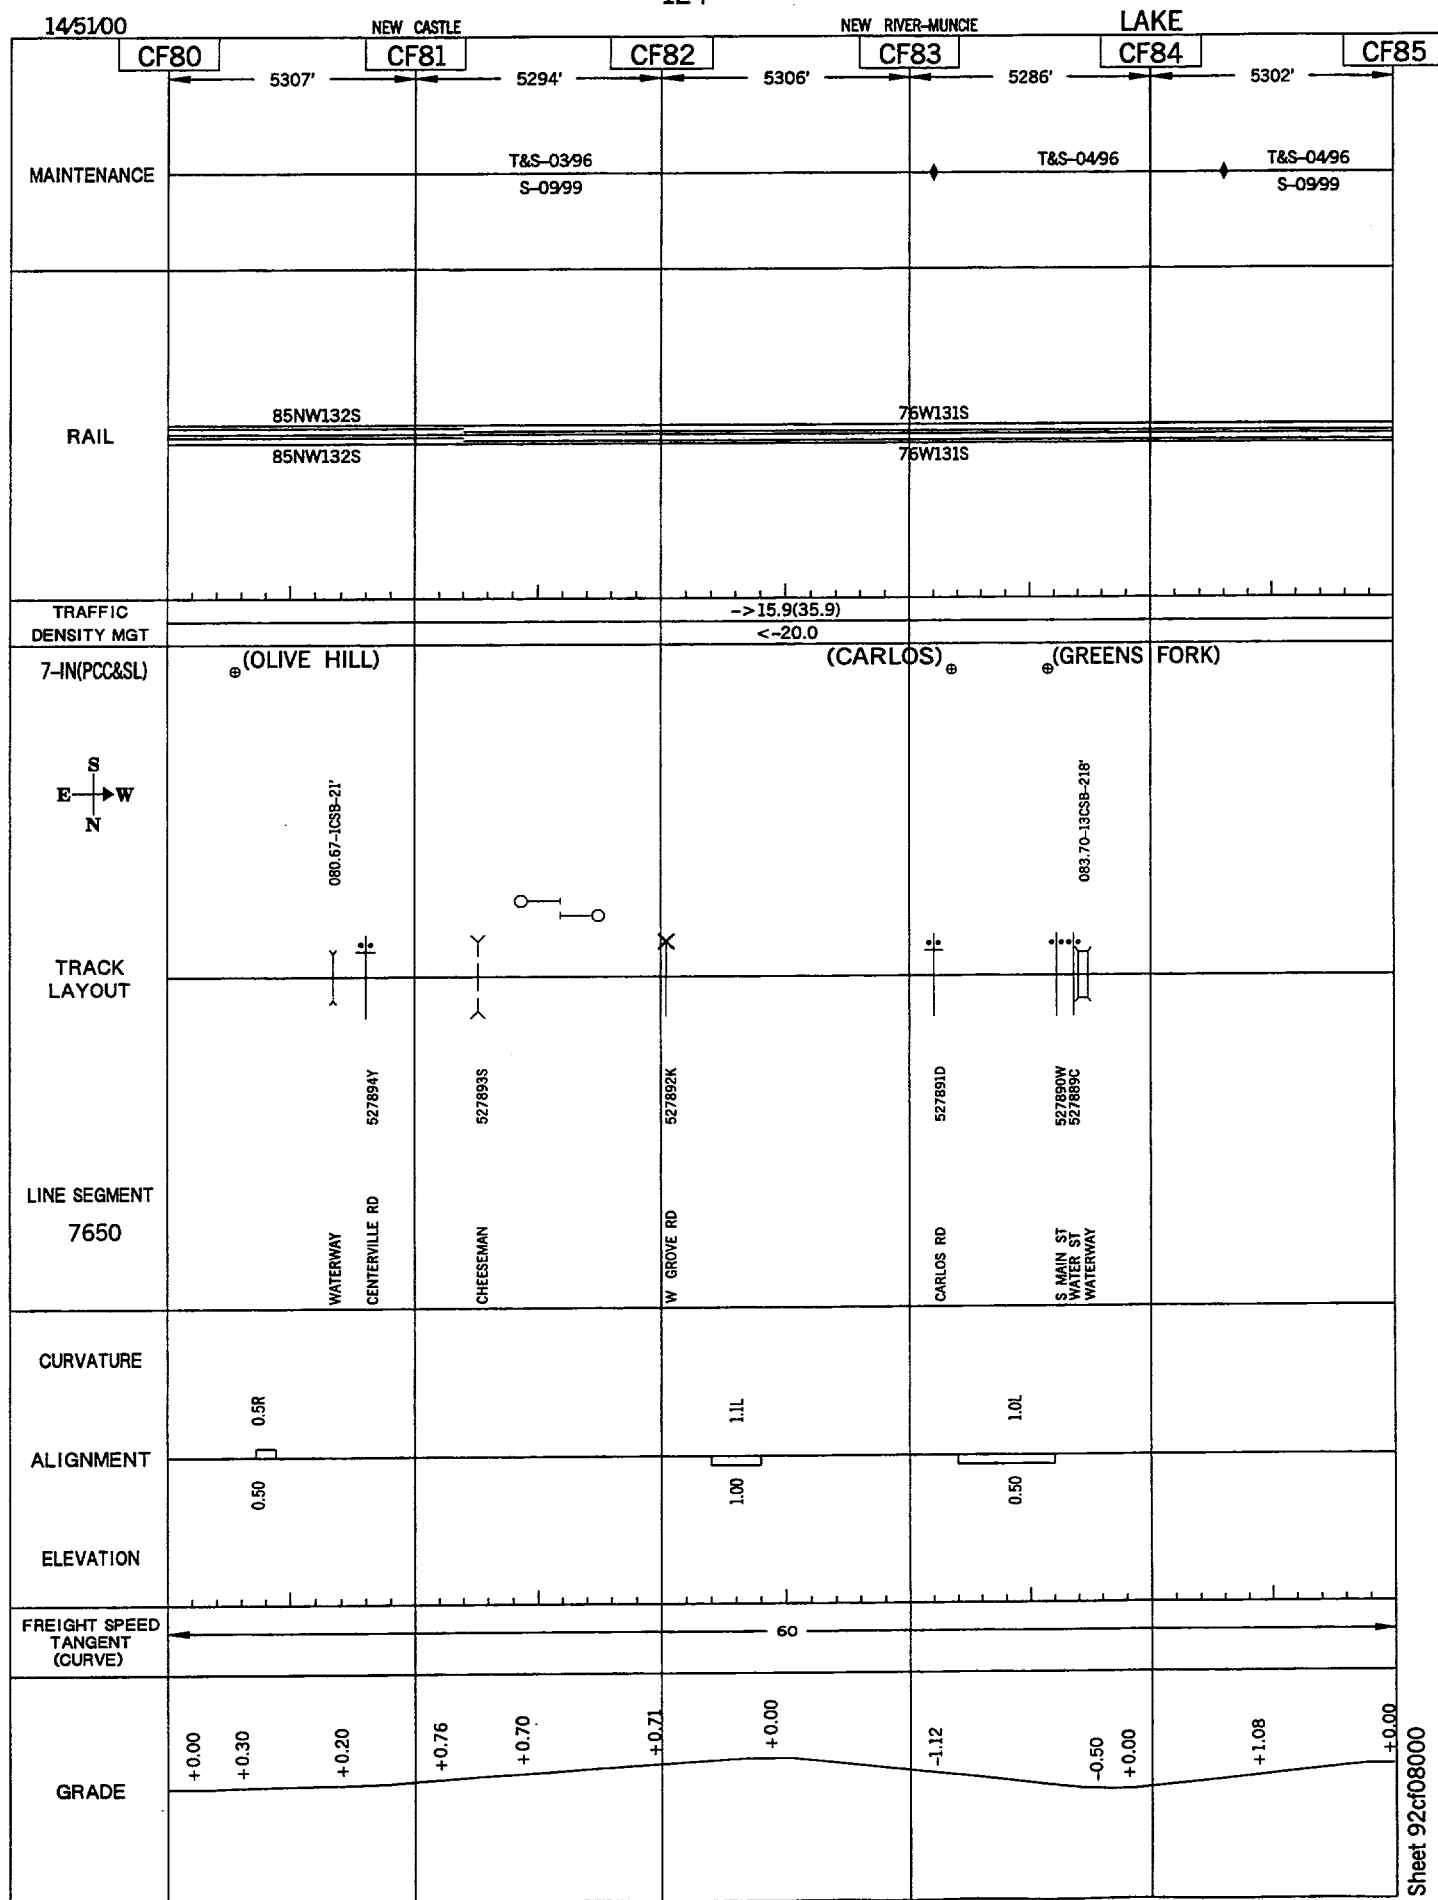 14/51/00
NEW CASTLE
NEW RIVER-MUNCIE
LAKE
CF80
CF81
CF82
CF83
CF84
CF85
5307'
5294'
5306'
5286'
5302'
MAINTENANCE
T&S-03/96
S-09/99
T&S-04/96
T&S-04/96
S-09/99
RAIL
85NW132S
76W131S
85NW132S
76W131S
TRAFFIC
DENSITY MGT
->15.9(35.9)
<-20.0
7-IN(PCC&SL)
(OLIVE HILL)
(CARLOS)
(GREENS FORK)
S
E W
N
080.67-1CSB-21'
083.70-13CSB-218'
TRACK
LAYOUT
527894Y
527893S
527892K
527891D
527890W
527889C
LINE SEGMENT
7650
WATERWAY
CENTERVILLE RD
CHEESEMAN
W GROVE RD
CARLOS RD
S MAIN ST
WATER ST
WATERWAY
CURVATURE
0.5R
1.1L
1.0L
ALIGNMENT
0.50
1.00
0.50
ELEVATION
FREIGHT SPEED
TANGENT
(CURVE)
60
GRADE
+0.00
+0.30
+0.20
+0.76
+0.70
+0.71
+0.00
-1.12
-0.50
+0.00
+1.08
+0.00
Sheet 92cf08000